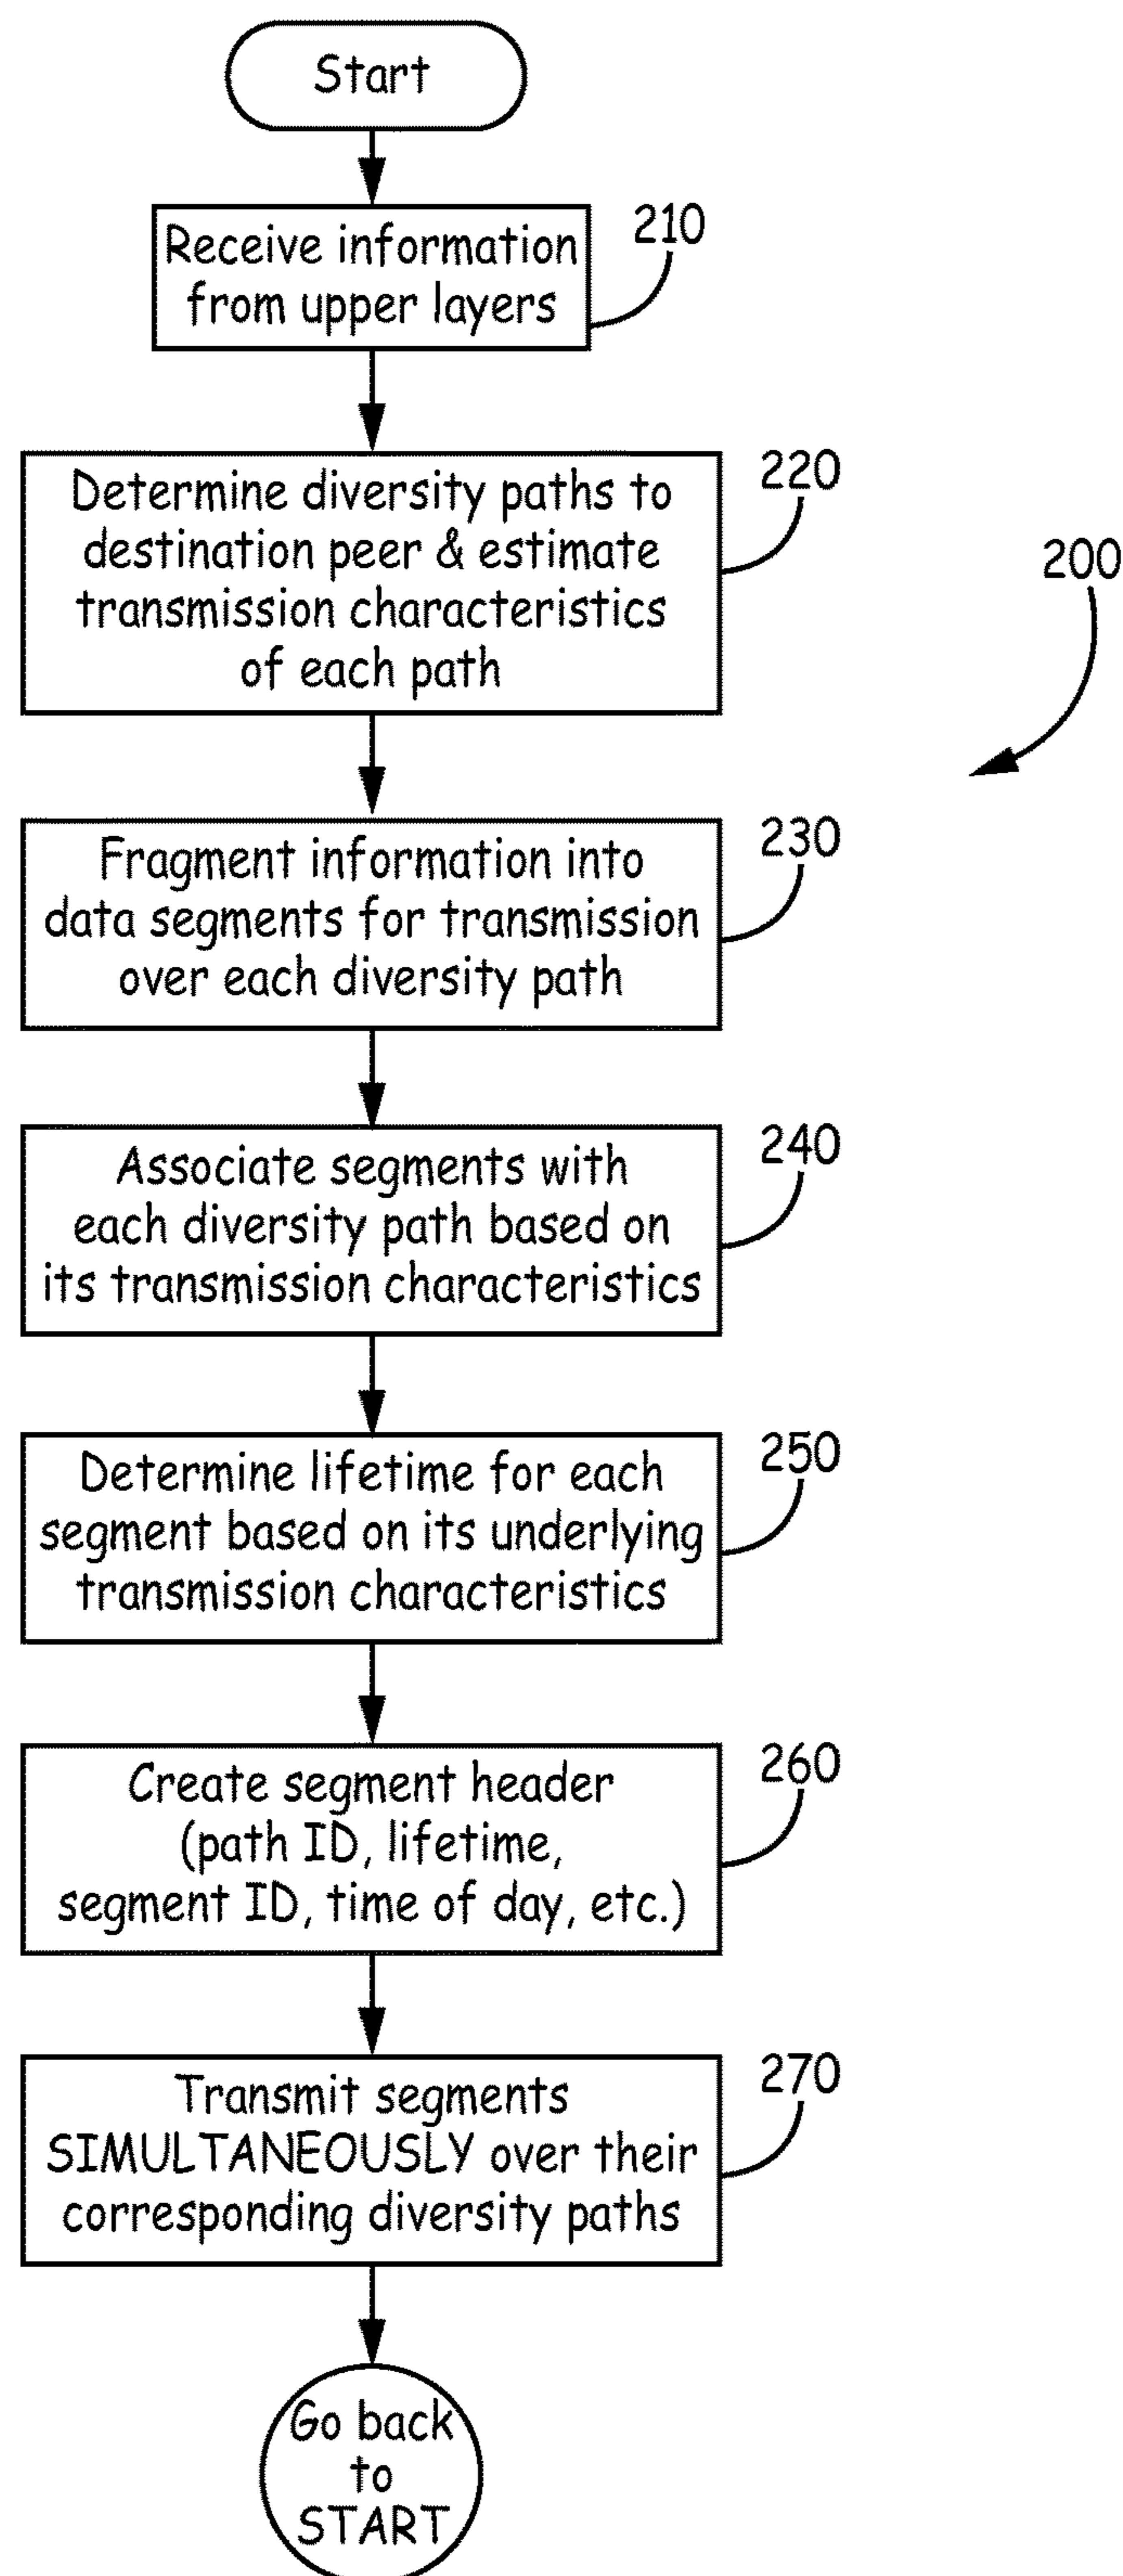 Start
Receive information
from upper layers
210
Determine diversity paths to
destination peer & estimate
transmission characteristics
of each path
220
200
Fragment information into
data segments for transmission
over each diversity path
230
Associate segments with
each diversity path based on
its transmission characteristics
240
Determine lifetime for each
segment based on its underlying
transmission characteristics
250
Create segment header
(path ID, lifetime,
segment ID, time of day, etc.)
260
Transmit segments
SIMULTANEOUSLY over their
corresponding diversity paths
270
Go back
to
START